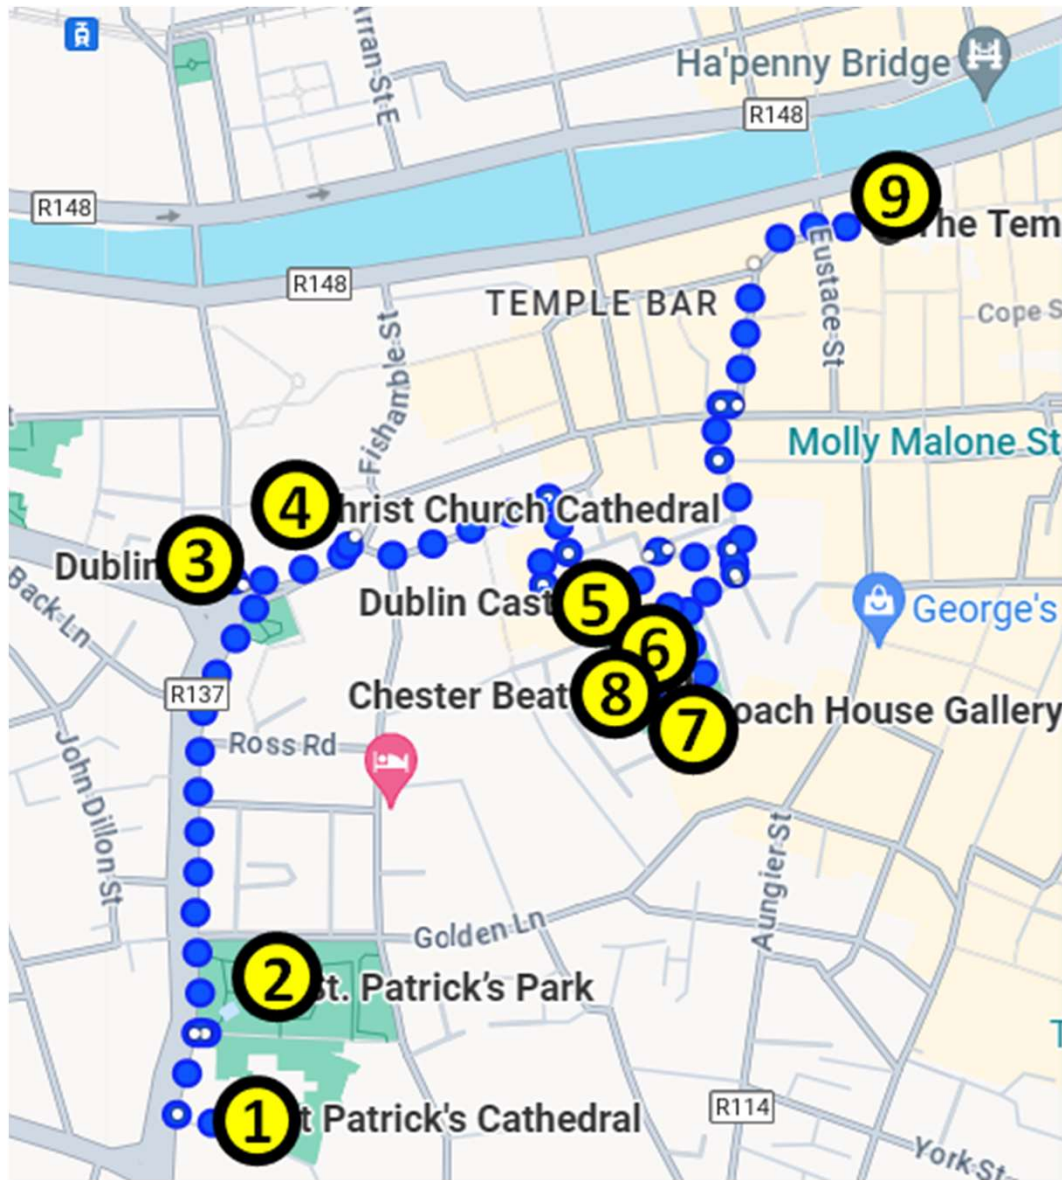 Arran St E
Ha'penny Bridge
R148
R148
9
The Tem
R148
Eustace St
TEMPLE BAR
Cope S
Fishamble St
Molly Malone St
4
hrist Church Cathedral
3
Dublin
Back Ln
Dublin Cast
5
George's
6
R137
Chester Beat
8
7
oach House Gallery
Ross Rd
John Dillon St
Aungier St
Golden Ln
2
St. Patrick's Park
1
t Patrick's Cathedral
R114
York St